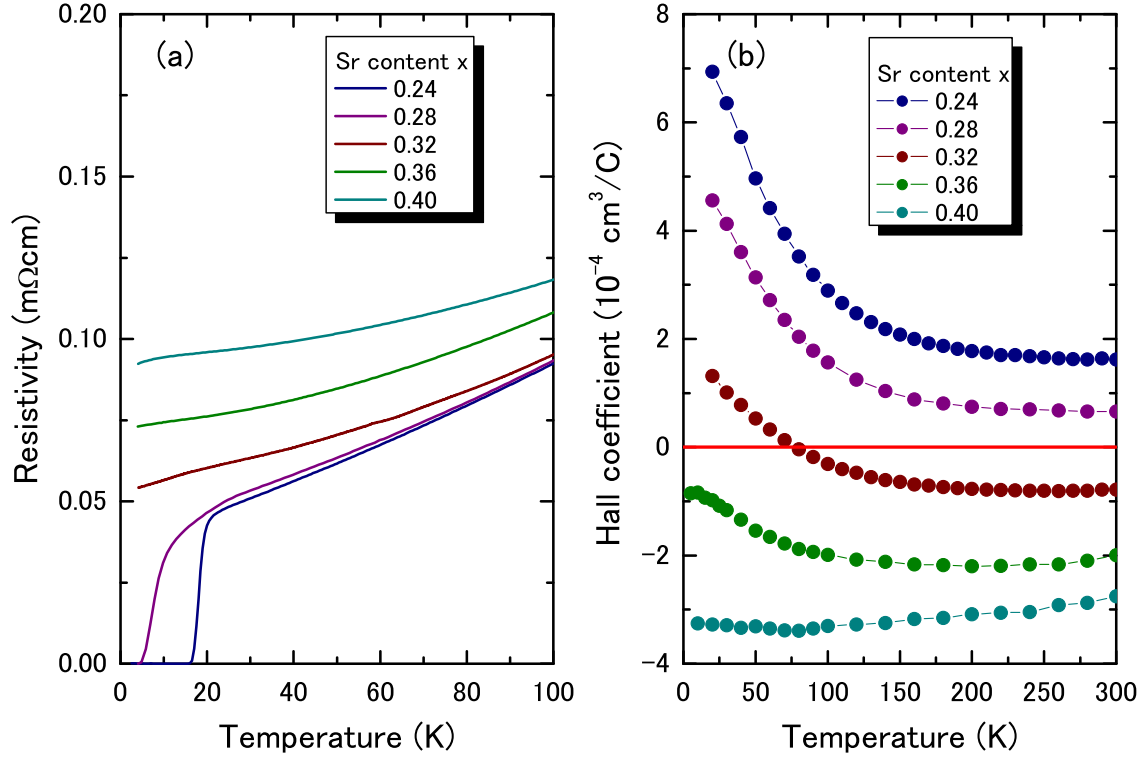 (a)
Sr content x
0.24
0.28
0.32
0.36
0.40
0.20
0.15
0.10
0.05
0.00
Resistivity (mΩcm)
0 20 40 60 80 100
Temperature (K)
(b)
Sr content x
0.24
0.28
0.32
0.36
0.40
8
6
4
2
0
−2
−4
Hall coefficient (10⁻⁴ cm³/C)
0 50 100 150 200 250 300
Temperature (K)